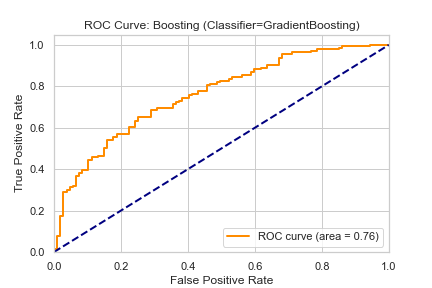 ROC Curve: Boosting (Classifier=GradientBoosting)
True Positive Rate
1.0
0.8
0.6
0.4
0.2
0.0
ROC curve (area = 0.76)
0.0 0.2 0.4 0.6 0.8 1.0
False Positive Rate